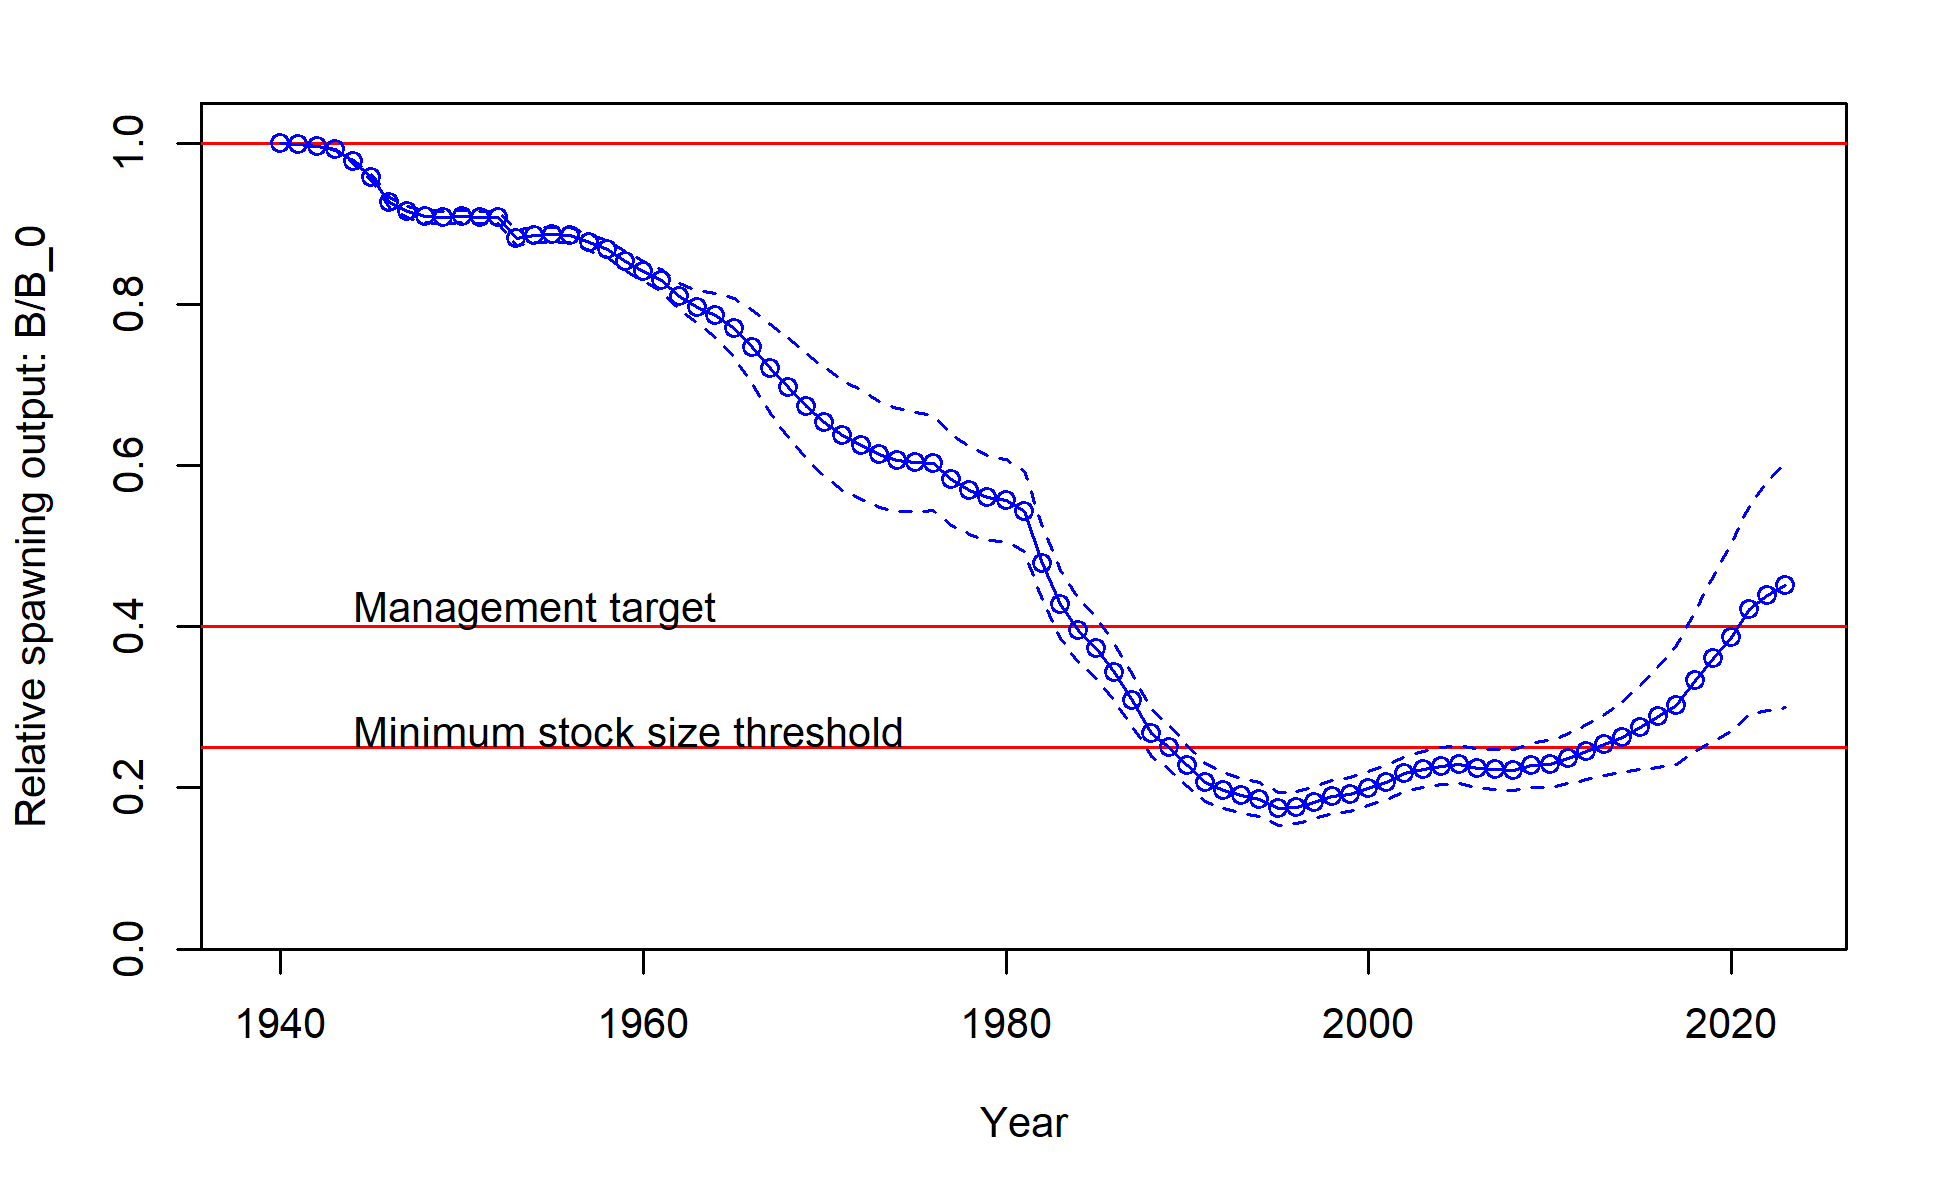 Relative spawning output: B/B_0
1.0
0.8
0.6
0.4
0.2
0.0
Management target
Minimum stock size threshold
1940 1960 1980 2000 2020
Year